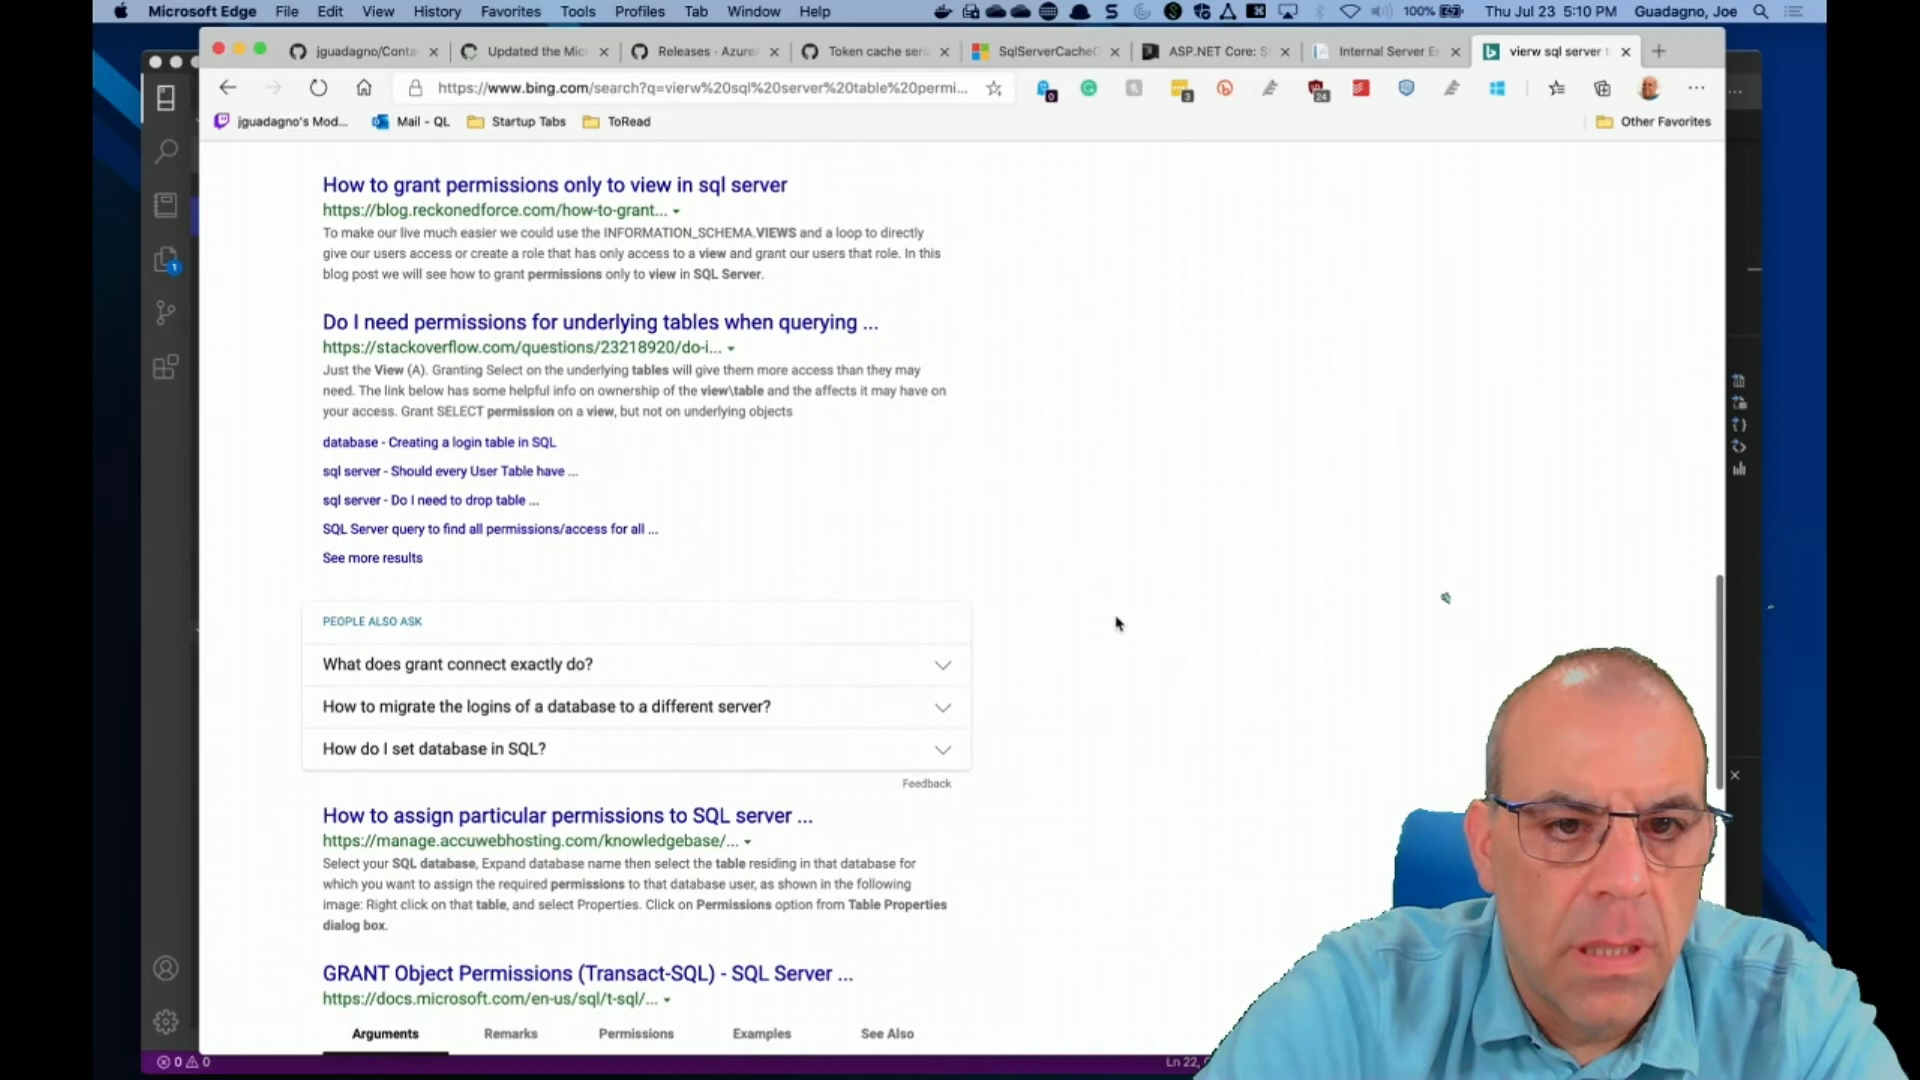 Microsoft Edge File Edit View History Favorites Tools Profiles Tab Window Help 100% Thu Jul 23 5:10 PM Guadagno, Joe
jguadagno/Conta Updated the Mic Releases · Azure Token cache seri SqlServerCache ASP.NET Core: S Internal Server E vierw sql server t
https://www.bing.com/search?q=vierw%20sql%20server%20table%20permi...
0 3 24
jguadagno's Mod... Mail - QL Startup Tabs ToRead Other Favorites
How to grant permissions only to view in sql server
https://blog.reckonedforce.com/how-to-grant...
To make our live much easier we could use the INFORMATION_SCHEMA.VIEWS and a loop to directly
give our users access or create a role that has only access to a view and grant our users that role. In this
blog post we will see how to grant permissions only to view in SQL Server.
1
Do I need permissions for underlying tables when querying ...
https://stackoverflow.com/questions/23218920/do-i...
Just the View (A). Granting Select on the underlying tables will give them more access than they may
need. The link below has some helpful info on ownership of the view\table and the affects it may have on
your access. Grant SELECT permission on a view, but not on underlying objects
database - Creating a login table in SQL
sql server - Should every User Table have ...
sql server - Do I need to drop table ...
SQL Server query to find all permissions/access for all ...
See more results
PEOPLE ALSO ASK
What does grant connect exactly do?
How to migrate the logins of a database to a different server?
How do I set database in SQL?
Feedback
How to assign particular permissions to SQL server ...
https://manage.accuwebhosting.com/knowledgebase/...
Select your SQL database, Expand database name then select the table residing in that database for
which you want to assign the required permissions to that database user, as shown in the following
image: Right click on that table, and select Properties. Click on Permissions option from Table Properties
dialog box.
GRANT Object Permissions (Transact-SQL) - SQL Server ...
https://docs.microsoft.com/en-us/sql/t-sql/...
Arguments Remarks Permissions Examples See Also
0 0 Ln 22,